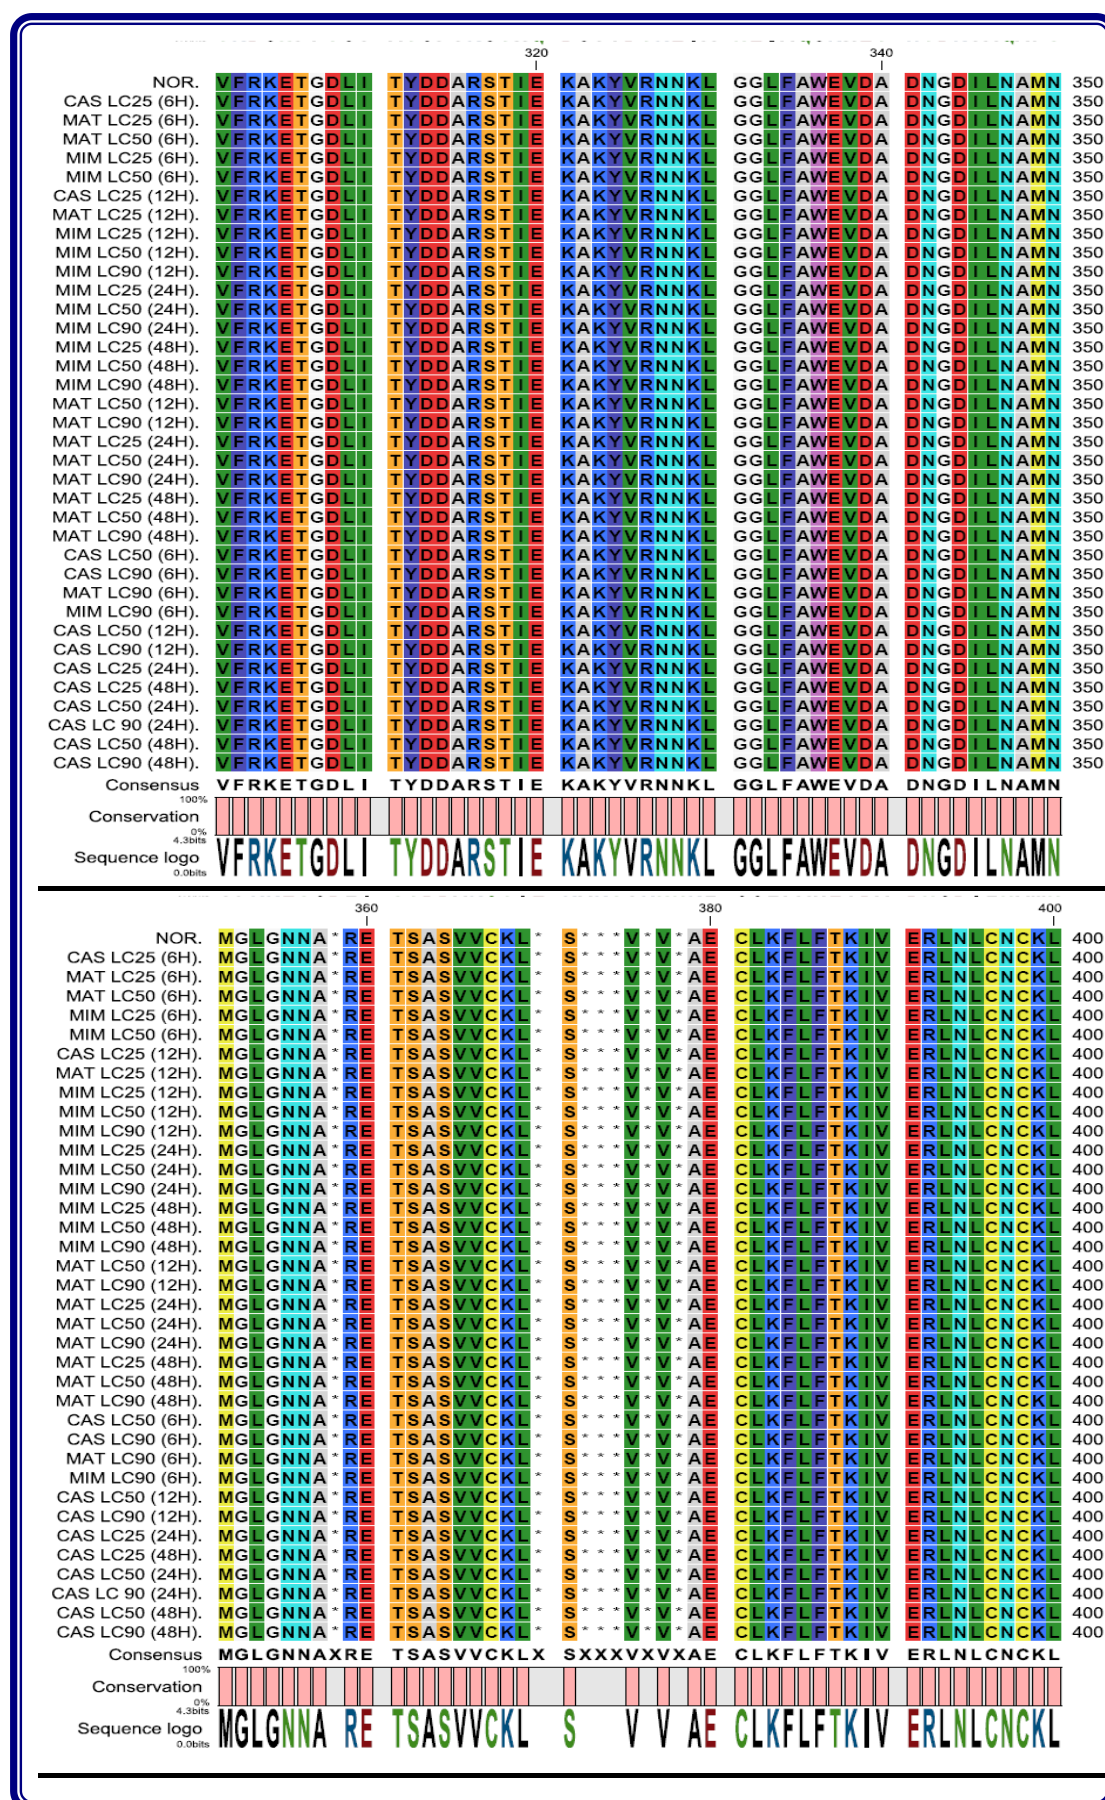 320 340
NOR. VFRKETGDLI TYDDARSTIE KAKYVRNNKL GGLFAWEVDA DNGDILNAMN 350
CAS LC25 (6H). VFRKETGDLI TYDDARSTIE KAKYVRNNKL GGLFAWEVDA DNGDILNAMN 350
MAT LC25 (6H). VFRKETGDLI TYDDARSTIE KAKYVRNNKL GGLFAWEVDA DNGDILNAMN 350
MAT LC50 (6H). VFRKETGDLI TYDDARSTIE KAKYVRNNKL GGLFAWEVDA DNGDILNAMN 350
MIM LC25 (6H). VFRKETGDLI TYDDARSTIE KAKYVRNNKL GGLFAWEVDA DNGDILNAMN 350
MIM LC50 (6H). VFRKETGDLI TYDDARSTIE KAKYVRNNKL GGLFAWEVDA DNGDILNAMN 350
CAS LC25 (12H). VFRKETGDLI TYDDARSTIE KAKYVRNNKL GGLFAWEVDA DNGDILNAMN 350
MAT LC25 (12H). VFRKETGDLI TYDDARSTIE KAKYVRNNKL GGLFAWEVDA DNGDILNAMN 350
MIM LC25 (12H). VFRKETGDLI TYDDARSTIE KAKYVRNNKL GGLFAWEVDA DNGDILNAMN 350
MIM LC50 (12H). VFRKETGDLI TYDDARSTIE KAKYVRNNKL GGLFAWEVDA DNGDILNAMN 350
MIM LC90 (12H). VFRKETGDLI TYDDARSTIE KAKYVRNNKL GGLFAWEVDA DNGDILNAMN 350
MIM LC25 (24H). VFRKETGDLI TYDDARSTIE KAKYVRNNKL GGLFAWEVDA DNGDILNAMN 350
MIM LC50 (24H). VFRKETGDLI TYDDARSTIE KAKYVRNNKL GGLFAWEVDA DNGDILNAMN 350
MIM LC90 (24H). VFRKETGDLI TYDDARSTIE KAKYVRNNKL GGLFAWEVDA DNGDILNAMN 350
MIM LC25 (48H). VFRKETGDLI TYDDARSTIE KAKYVRNNKL GGLFAWEVDA DNGDILNAMN 350
MIM LC50 (48H). VFRKETGDLI TYDDARSTIE KAKYVRNNKL GGLFAWEVDA DNGDILNAMN 350
MIM LC90 (48H). VFRKETGDLI TYDDARSTIE KAKYVRNNKL GGLFAWEVDA DNGDILNAMN 350
MAT LC50 (12H). VFRKETGDLI TYDDARSTIE KAKYVRNNKL GGLFAWEVDA DNGDILNAMN 350
MAT LC90 (12H). VFRKETGDLI TYDDARSTIE KAKYVRNNKL GGLFAWEVDA DNGDILNAMN 350
MAT LC25 (24H). VFRKETGDLI TYDDARSTIE KAKYVRNNKL GGLFAWEVDA DNGDILNAMN 350
MAT LC50 (24H). VFRKETGDLI TYDDARSTIE KAKYVRNNKL GGLFAWEVDA DNGDILNAMN 350
MAT LC90 (24H). VFRKETGDLI TYDDARSTIE KAKYVRNNKL GGLFAWEVDA DNGDILNAMN 350
MAT LC25 (48H). VFRKETGDLI TYDDARSTIE KAKYVRNNKL GGLFAWEVDA DNGDILNAMN 350
MAT LC50 (48H). VFRKETGDLI TYDDARSTIE KAKYVRNNKL GGLFAWEVDA DNGDILNAMN 350
MAT LC90 (48H). VFRKETGDLI TYDDARSTIE KAKYVRNNKL GGLFAWEVDA DNGDILNAMN 350
CAS LC50 (6H). VFRKETGDLI TYDDARSTIE KAKYVRNNKL GGLFAWEVDA DNGDILNAMN 350
CAS LC90 (6H). VFRKETGDLI TYDDARSTIE KAKYVRNNKL GGLFAWEVDA DNGDILNAMN 350
MAT LC90 (6H). VFRKETGDLI TYDDARSTIE KAKYVRNNKL GGLFAWEVDA DNGDILNAMN 350
MIM LC90 (6H). VFRKETGDLI TYDDARSTIE KAKYVRNNKL GGLFAWEVDA DNGDILNAMN 350
CAS LC50 (12H). VFRKETGDLI TYDDARSTIE KAKYVRNNKL GGLFAWEVDA DNGDILNAMN 350
CAS LC90 (12H). VFRKETGDLI TYDDARSTIE KAKYVRNNKL GGLFAWEVDA DNGDILNAMN 350
CAS LC25 (24H). VFRKETGDLI TYDDARSTIE KAKYVRNNKL GGLFAWEVDA DNGDILNAMN 350
CAS LC25 (48H). VFRKETGDLI TYDDARSTIE KAKYVRNNKL GGLFAWEVDA DNGDILNAMN 350
CAS LC50 (24H). VFRKETGDLI TYDDARSTIE KAKYVRNNKL GGLFAWEVDA DNGDILNAMN 350
CAS LC 90 (24H). VFRKETGDLI TYDDARSTIE KAKYVRNNKL GGLFAWEVDA DNGDILNAMN 350
CAS LC50 (48H). VFRKETGDLI TYDDARSTIE KAKYVRNNKL GGLFAWEVDA DNGDILNAMN 350
CAS LC90 (48H). VFRKETGDLI TYDDARSTIE KAKYVRNNKL GGLFAWEVDA DNGDILNAMN 350
Consensus VFRKETGDLI TYDDARSTIE KAKYVRNNKL GGLFAWEVDA DNGDILNAMN
100%
Conservation
0%
4.3bits
Sequence logo VFRKETGDLI TYDDARSTIE KAKYVRNNKL GGLFAWEVDA DNGDILNAMN
0.0bits
360 380 400
NOR. MGLGNNA*RE TSASVVCKL* S***V*V*AE CLKFLFTKIV ERLNLCNCKL 400
CAS LC25 (6H). MGLGNNA*RE TSASVVCKL* S***V*V*AE CLKFLFTKIV ERLNLCNCKL 400
MAT LC25 (6H). MGLGNNA*RE TSASVVCKL* S***V*V*AE CLKFLFTKIV ERLNLCNCKL 400
MAT LC50 (6H). MGLGNNA*RE TSASVVCKL* S***V*V*AE CLKFLFTKIV ERLNLCNCKL 400
MIM LC25 (6H). MGLGNNA*RE TSASVVCKL* S***V*V*AE CLKFLFTKIV ERLNLCNCKL 400
MIM LC50 (6H). MGLGNNA*RE TSASVVCKL* S***V*V*AE CLKFLFTKIV ERLNLCNCKL 400
CAS LC25 (12H). MGLGNNA*RE TSASVVCKL* S***V*V*AE CLKFLFTKIV ERLNLCNCKL 400
MAT LC25 (12H). MGLGNNA*RE TSASVVCKL* S***V*V*AE CLKFLFTKIV ERLNLCNCKL 400
MIM LC25 (12H). MGLGNNA*RE TSASVVCKL* S***V*V*AE CLKFLFTKIV ERLNLCNCKL 400
MIM LC50 (12H). MGLGNNA*RE TSASVVCKL* S***V*V*AE CLKFLFTKIV ERLNLCNCKL 400
MIM LC90 (12H). MGLGNNA*RE TSASVVCKL* S***V*V*AE CLKFLFTKIV ERLNLCNCKL 400
MIM LC25 (24H). MGLGNNA*RE TSASVVCKL* S***V*V*AE CLKFLFTKIV ERLNLCNCKL 400
MIM LC50 (24H). MGLGNNA*RE TSASVVCKL* S***V*V*AE CLKFLFTKIV ERLNLCNCKL 400
MIM LC90 (24H). MGLGNNA*RE TSASVVCKL* S***V*V*AE CLKFLFTKIV ERLNLCNCKL 400
MIM LC25 (48H). MGLGNNA*RE TSASVVCKL* S***V*V*AE CLKFLFTKIV ERLNLCNCKL 400
MIM LC50 (48H). MGLGNNA*RE TSASVVCKL* S***V*V*AE CLKFLFTKIV ERLNLCNCKL 400
MIM LC90 (48H). MGLGNNA*RE TSASVVCKL* S***V*V*AE CLKFLFTKIV ERLNLCNCKL 400
MAT LC50 (12H). MGLGNNA*RE TSASVVCKL* S***V*V*AE CLKFLFTKIV ERLNLCNCKL 400
MAT LC90 (12H). MGLGNNA*RE TSASVVCKL* S***V*V*AE CLKFLFTKIV ERLNLCNCKL 400
MAT LC25 (24H). MGLGNNA*RE TSASVVCKL* S***V*V*AE CLKFLFTKIV ERLNLCNCKL 400
MAT LC50 (24H). MGLGNNA*RE TSASVVCKL* S***V*V*AE CLKFLFTKIV ERLNLCNCKL 400
MAT LC90 (24H). MGLGNNA*RE TSASVVCKL* S***V*V*AE CLKFLFTKIV ERLNLCNCKL 400
MAT LC25 (48H). MGLGNNA*RE TSASVVCKL* S***V*V*AE CLKFLFTKIV ERLNLCNCKL 400
MAT LC50 (48H). MGLGNNA*RE TSASVVCKL* S***V*V*AE CLKFLFTKIV ERLNLCNCKL 400
MAT LC90 (48H). MGLGNNA*RE TSASVVCKL* S***V*V*AE CLKFLFTKIV ERLNLCNCKL 400
CAS LC50 (6H). MGLGNNA*RE TSASVVCKL* S***V*V*AE CLKFLFTKIV ERLNLCNCKL 400
CAS LC90 (6H). MGLGNNA*RE TSASVVCKL* S***V*V*AE CLKFLFTKIV ERLNLCNCKL 400
MAT LC90 (6H). MGLGNNA*RE TSASVVCKL* S***V*V*AE CLKFLFTKIV ERLNLCNCKL 400
MIM LC90 (6H). MGLGNNA*RE TSASVVCKL* S***V*V*AE CLKFLFTKIV ERLNLCNCKL 400
CAS LC50 (12H). MGLGNNA*RE TSASVVCKL* S***V*V*AE CLKFLFTKIV ERLNLCNCKL 400
CAS LC90 (12H). MGLGNNA*RE TSASVVCKL* S***V*V*AE CLKFLFTKIV ERLNLCNCKL 400
CAS LC25 (24H). MGLGNNA*RE TSASVVCKL* S***V*V*AE CLKFLFTKIV ERLNLCNCKL 400
CAS LC25 (48H). MGLGNNA*RE TSASVVCKL* S***V*V*AE CLKFLFTKIV ERLNLCNCKL 400
CAS LC50 (24H). MGLGNNA*RE TSASVVCKL* S***V*V*AE CLKFLFTKIV ERLNLCNCKL 400
CAS LC 90 (24H). MGLGNNA*RE TSASVVCKL* S***V*V*AE CLKFLFTKIV ERLNLCNCKL 400
CAS LC50 (48H). MGLGNNA*RE TSASVVCKL* S***V*V*AE CLKFLFTKIV ERLNLCNCKL 400
CAS LC90 (48H). MGLGNNA*RE TSASVVCKL* S***V*V*AE CLKFLFTKIV ERLNLCNCKL 400
Consensus MGLGNNAXRE TSASVVCKLX SXXXVXVXAE CLKFLFTKIV ERLNLCNCKL
100%
Conservation
0%
4.3bits
Sequence logo MGLGNNA RE TSASVVCKL S V V AE CLKFLFTKIV ERLNLCNCKL
0.0bits